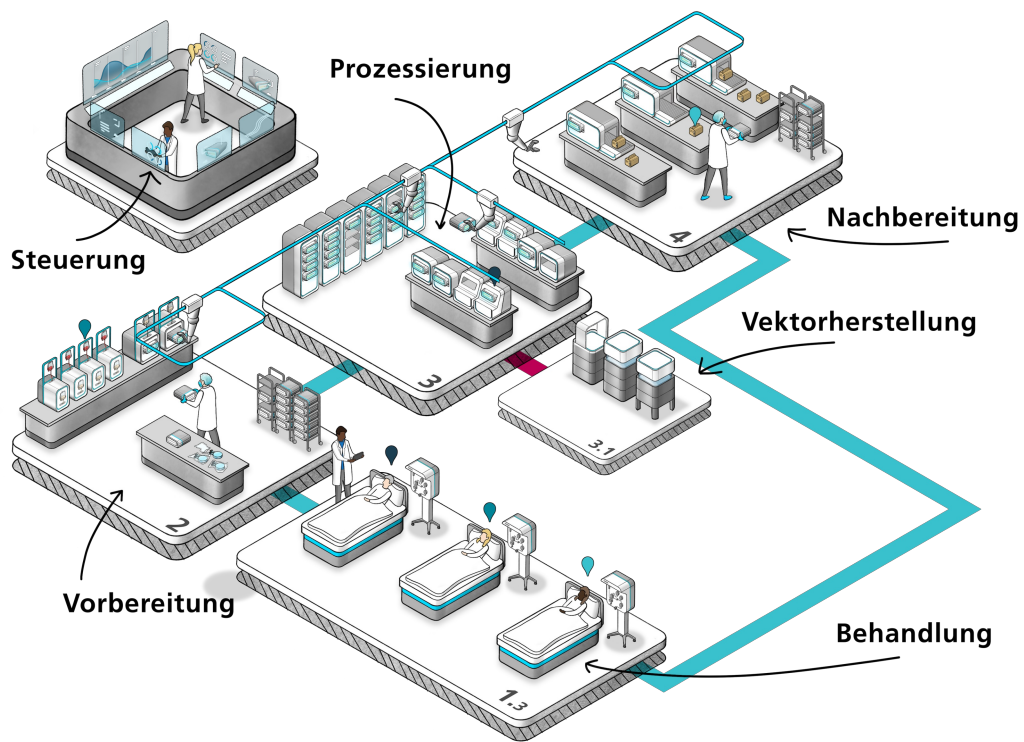 Prozessierung
Nachbereitung
4
Steuerung
Vektorherstellung
3
3.1
2
Vorbereitung
Behandlung
1.3